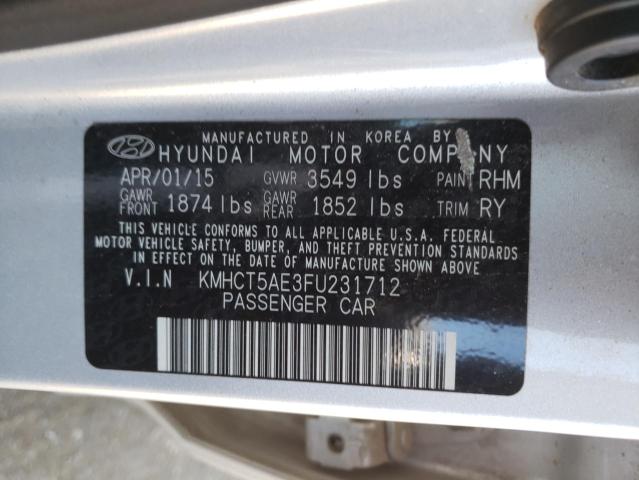 MANUFACTURED IN KOREA BY
HYUNDAI MOTOR COMPANY
APR/01/15 GVWR 3549 lbs PAINT RHM
GAWR FRONT 1874 lbs GAWR REAR 1852 lbs TRIM RY
THIS VEHICLE CONFORMS TO ALL APPLICABLE U.S.A. FEDERAL
MOTOR VEHICLE SAFETY, BUMPER, AND THEFT PREVENTION STANDARDS
IN EFFECT ON THE DATE OF MANUFACTURE SHOWN ABOVE.
V.I.N KMHCT5AE3FU231712
PASSENGER CAR